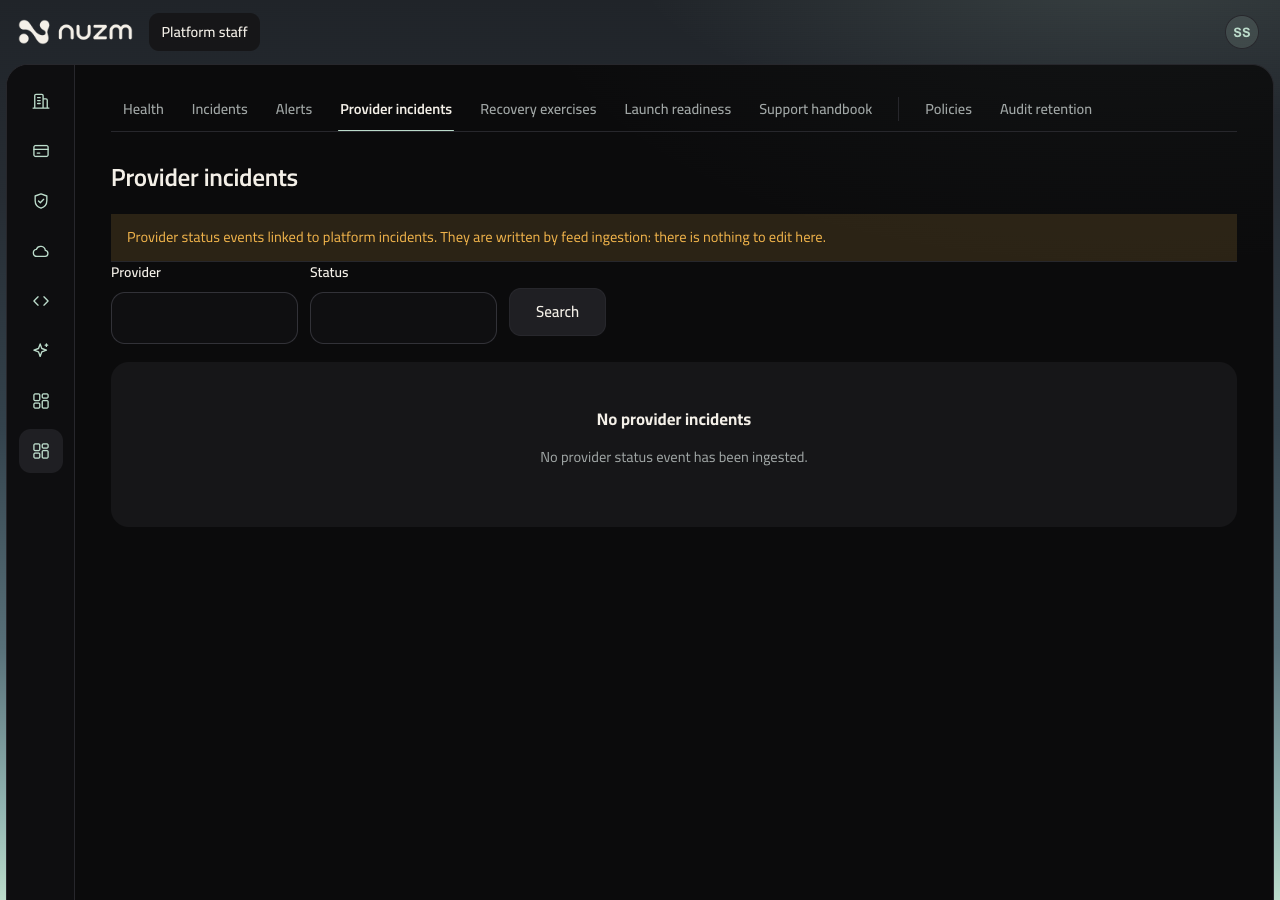 nuzm
Platform staff
SS
Health Incidents Alerts Provider incidents Recovery exercises Launch readiness Support handbook Policies Audit retention
Provider incidents
Provider status events linked to platform incidents. They are written by feed ingestion: there is nothing to edit here.
Provider Status
Search
No provider incidents
No provider status event has been ingested.